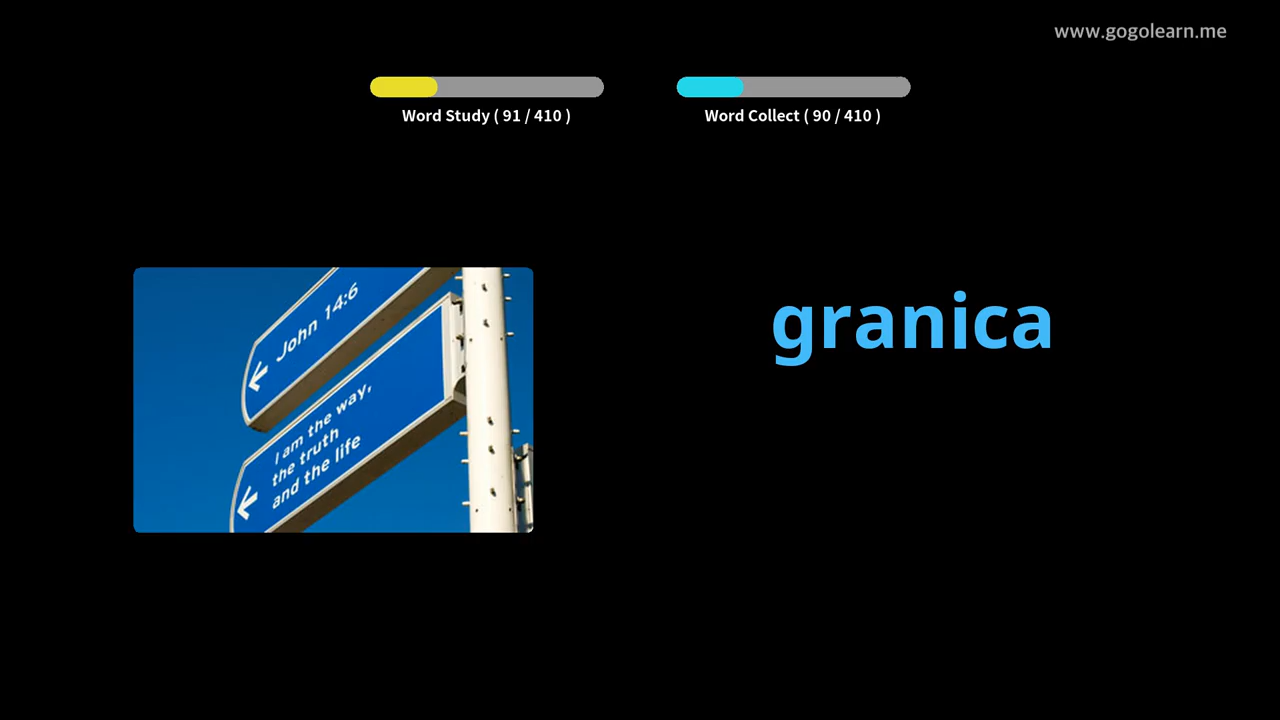 www.gogolearn.me
Word Study ( 91 / 410 )
Word Collect ( 90 / 410 )
John 14:6
I am the way,
the truth
and the life
granica